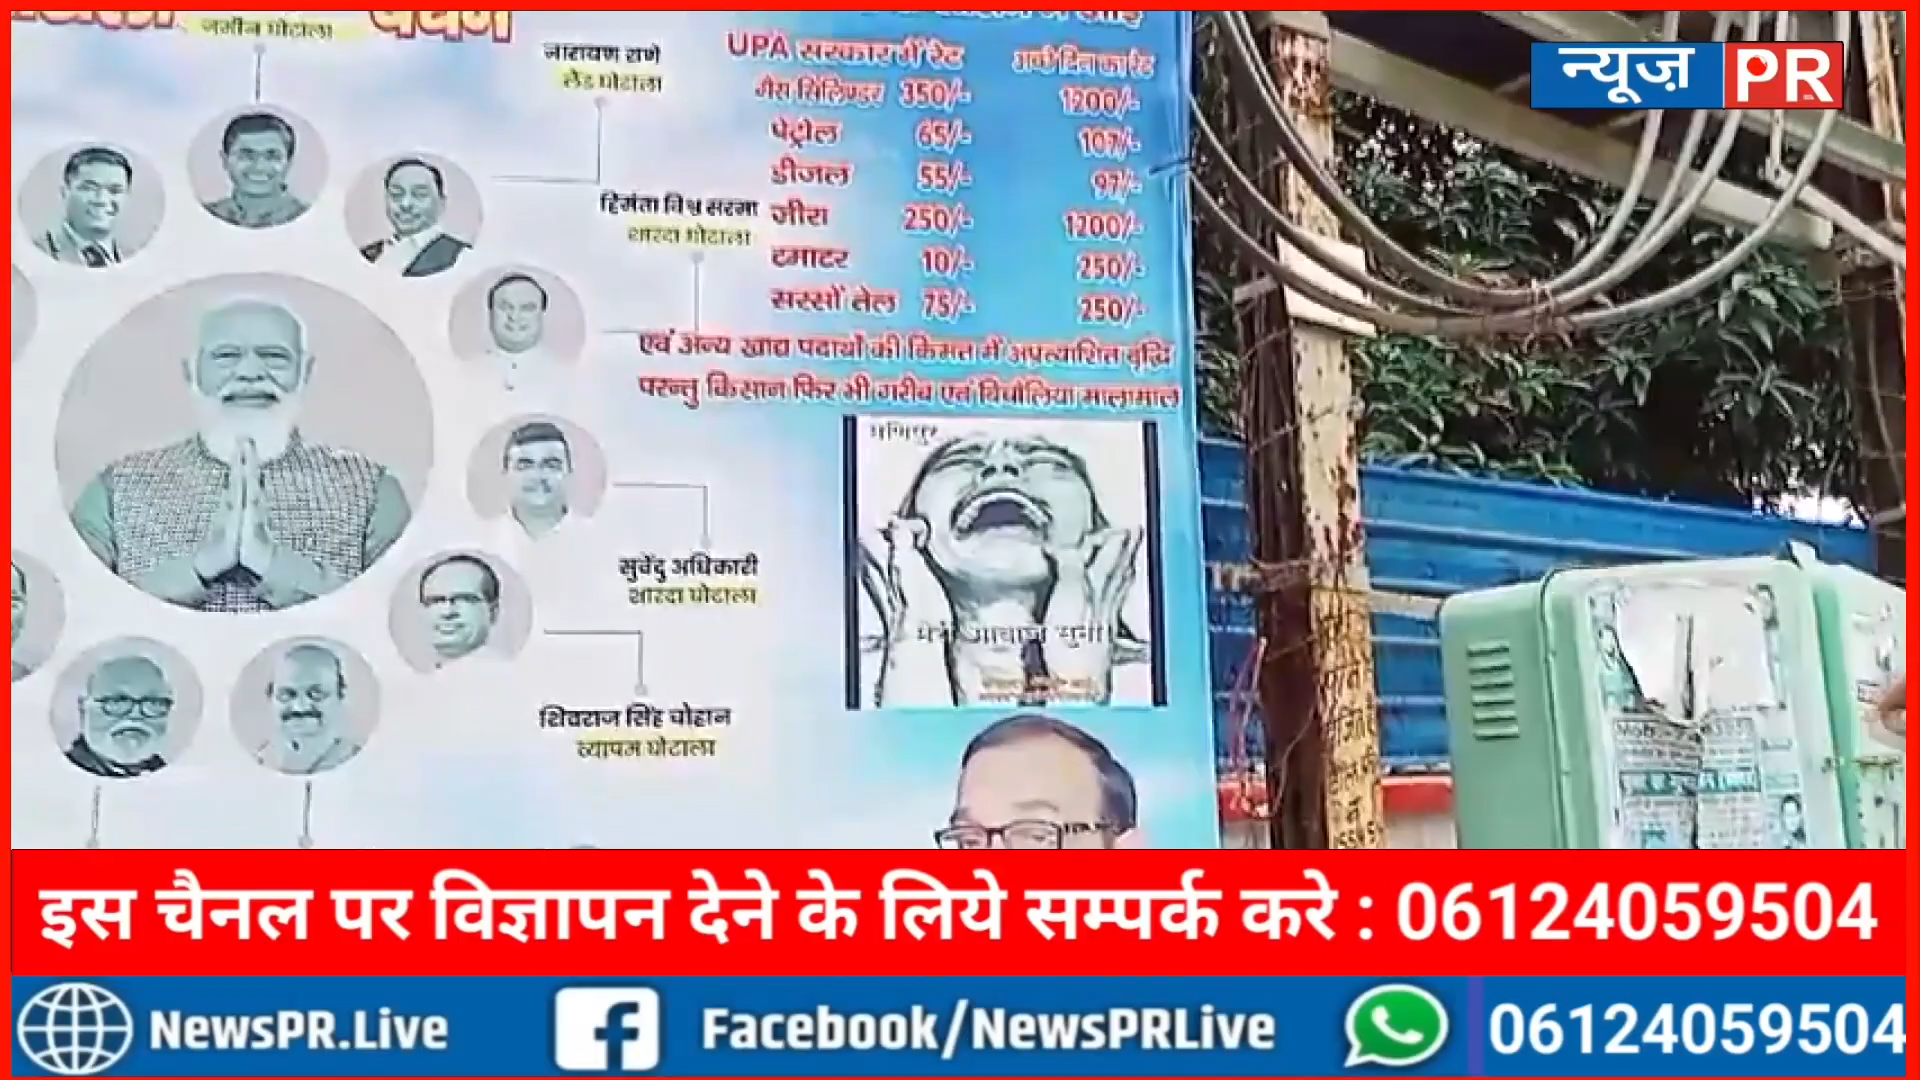 जमीन घोटाला
नारायण राणे
लैंड घोटाला
हिमंता विश्व सरमा
शारदा घोटाला
सुवेंदु अधिकारी
शारदा घोटाला
शिवराज सिंह चौहान
व्यापम घोटाला
UPA सरकार में रेट अच्छे दिन का रेट
गैस सिलिण्डर 350/- 1200/-
पेट्रोल 65/- 107/-
डीजल 55/- 97/-
जीरा 250/- 1200/-
टमाटर 10/- 250/-
सरसों तेल 75/- 250/-
एवं अन्य खाद्य पदार्थों की किमत में अप्रत्याशित वृद्धि
परन्तु किसान फिर भी गरीब एवं बिचौलिया मालामाल
मणिपुर
मेरी आवाज सुनो
न्यूज़ PR
इस चैनल पर विज्ञापन देने के लिये सम्पर्क करे : 06124059504
NewsPR.Live
Facebook/NewsPRLive
06124059504